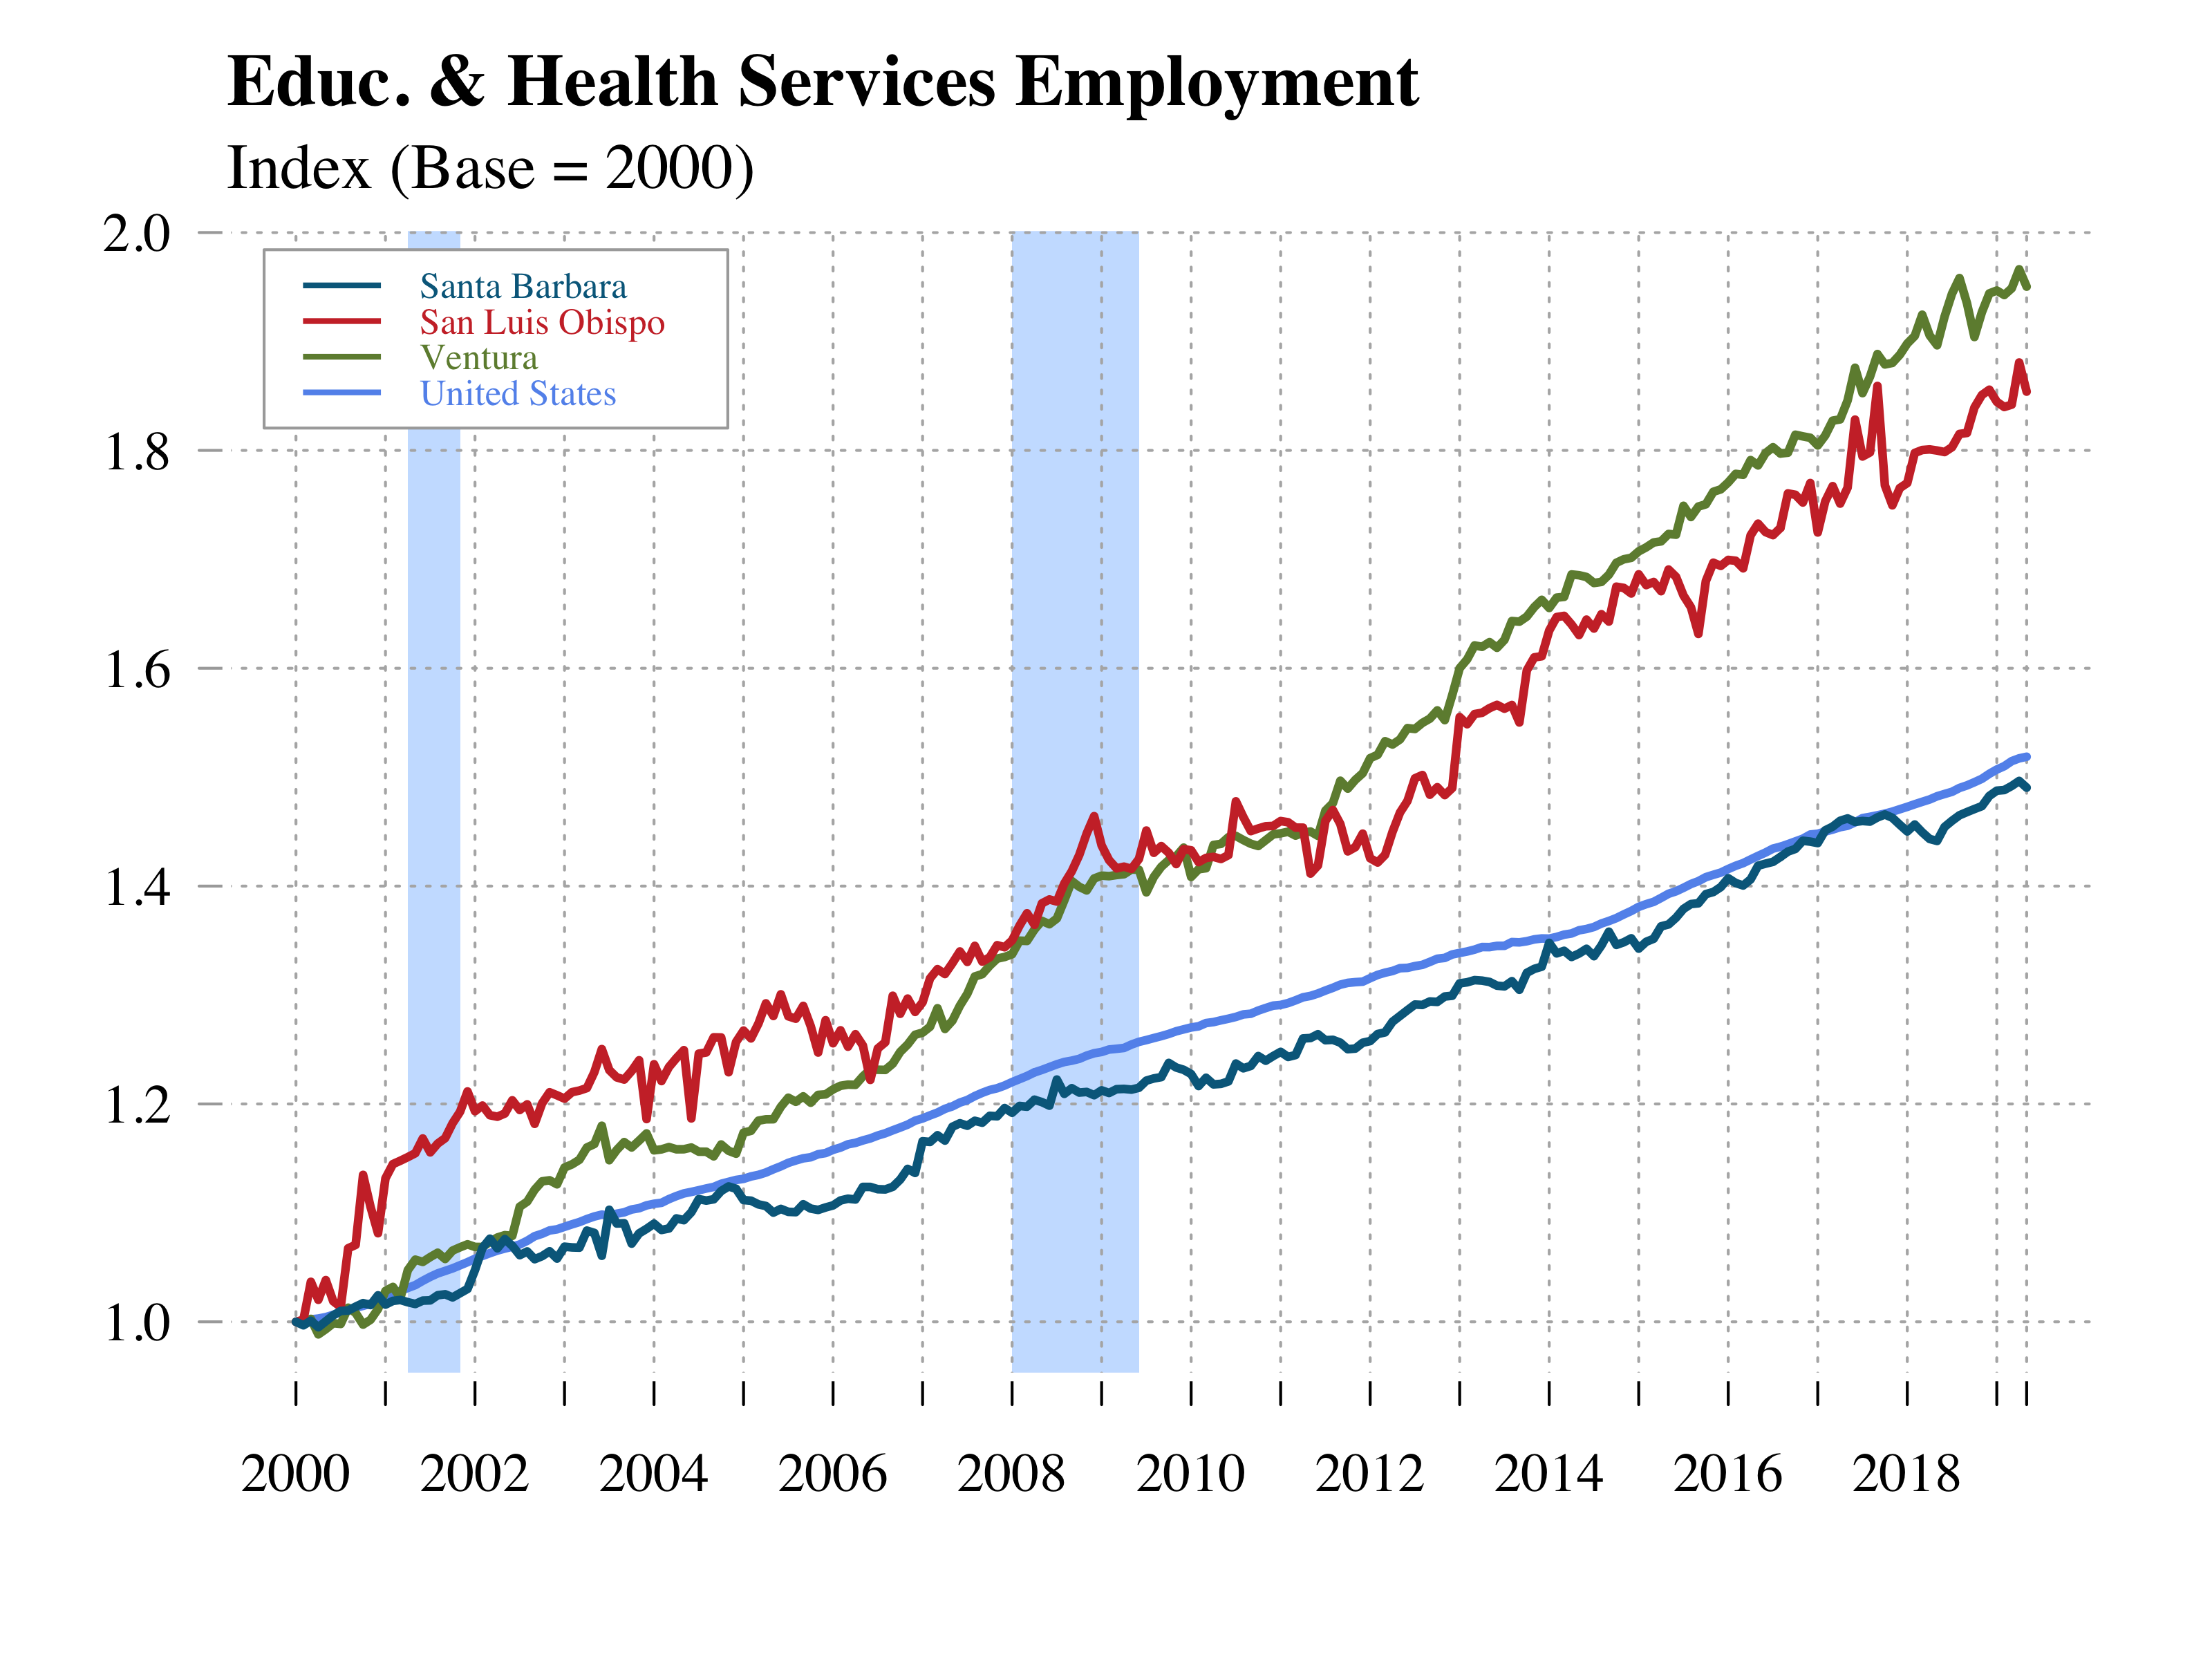 Educ. & Health Services Employment
Index (Base = 2000)
2.0
Santa Barbara
San Luis Obispo
Ventura
United States
1.8
1.6
1.4
1.2
1.0
2000 2002 2004 2006 2008 2010 2012 2014 2016 2018